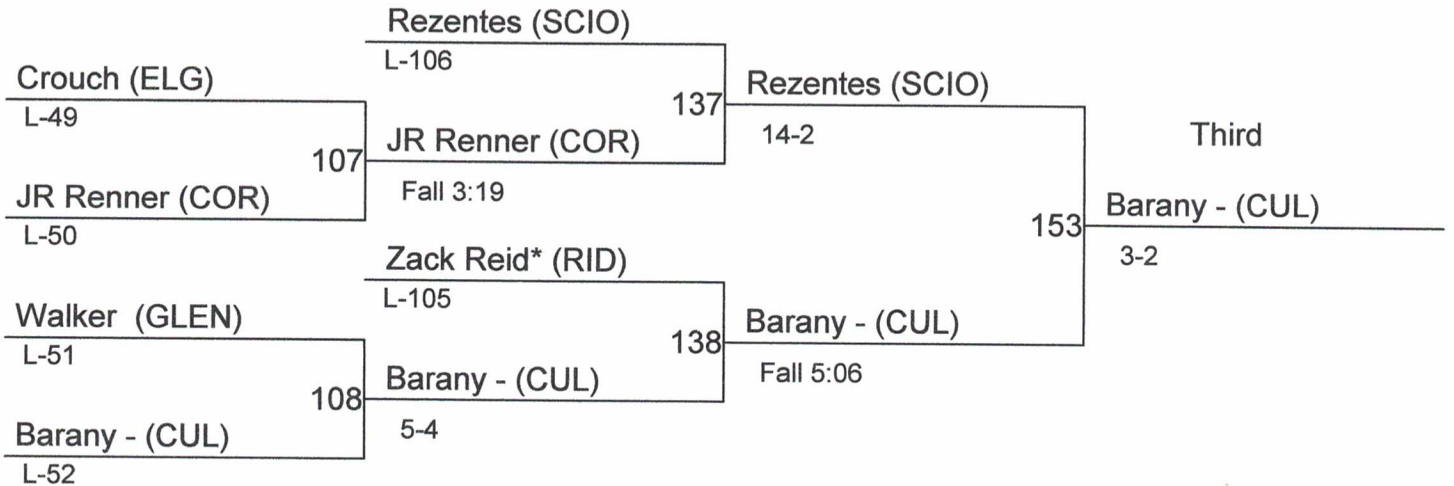 Rezentes (SCIO)
L-106
Crouch (ELG)
L-49
137
Rezentes (SCIO)
14-2
Third
107
JR Renner (COR)
Fall 3:19
JR Renner (COR)
L-50
153
Barany - (CUL)
3-2
Zack Reid* (RID)
L-105
Walker (GLEN)
L-51
138
Barany - (CUL)
Fall 5:06
108
Barany - (CUL)
5-4
Barany - (CUL)
L-52